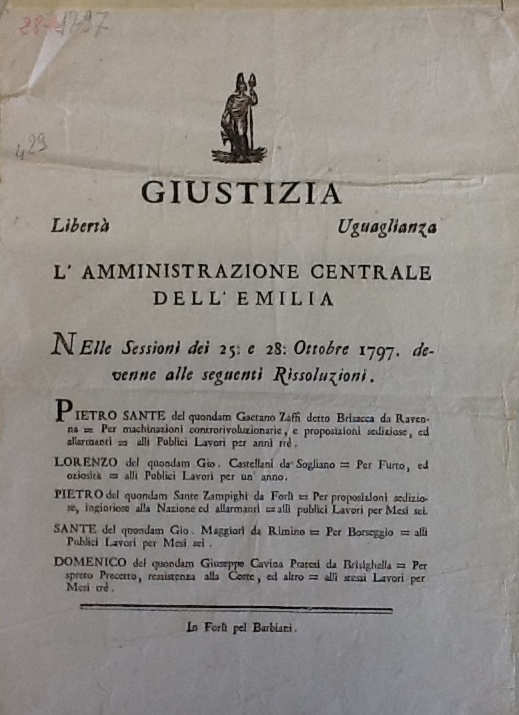 28-8 1797
429
GIUSTIZIA
Libertà Uguaglianza
L' AMMINISTRAZIONE CENTRALE
DELL' EMILIA
NElle Sessioni dei 25: e 28: Ottobre 1797. de-
venne alle seguenti Rissoluzioni.
PIETRO SANTE del quondam Gaetano Zaffi detto Brisacca da Raven-
na = Per machinazioni controrivoluzionarie, e proposizioni sediziose, ed
allarmanti = alli Publici Lavori per anni trè.
LORENZO del quondam Gio. Castellani da Sogliano = Per Furto, ed
oziosità = alli Publici Lavori per un' anno.
PIETRO del quondam Sante Zampighi da Forlì = Per proposizioni sedizio-
se, ingioriose alla Nazione ed allarmanti = alli publici Lavori per Mesi sei.
SANTE del quondam Gio. Maggiori da Rimino = Per Borseggio = alli
Publici Lavori per Mesi sei.
DOMENICO del quondam Giuseppe Cavina Pratesi da Brisighella = Per
spreto Precetto, ressistenza alla Corte, ed altro = alli stessi Lavori per
Mesi trè.
In Forlì pel Barbiani.